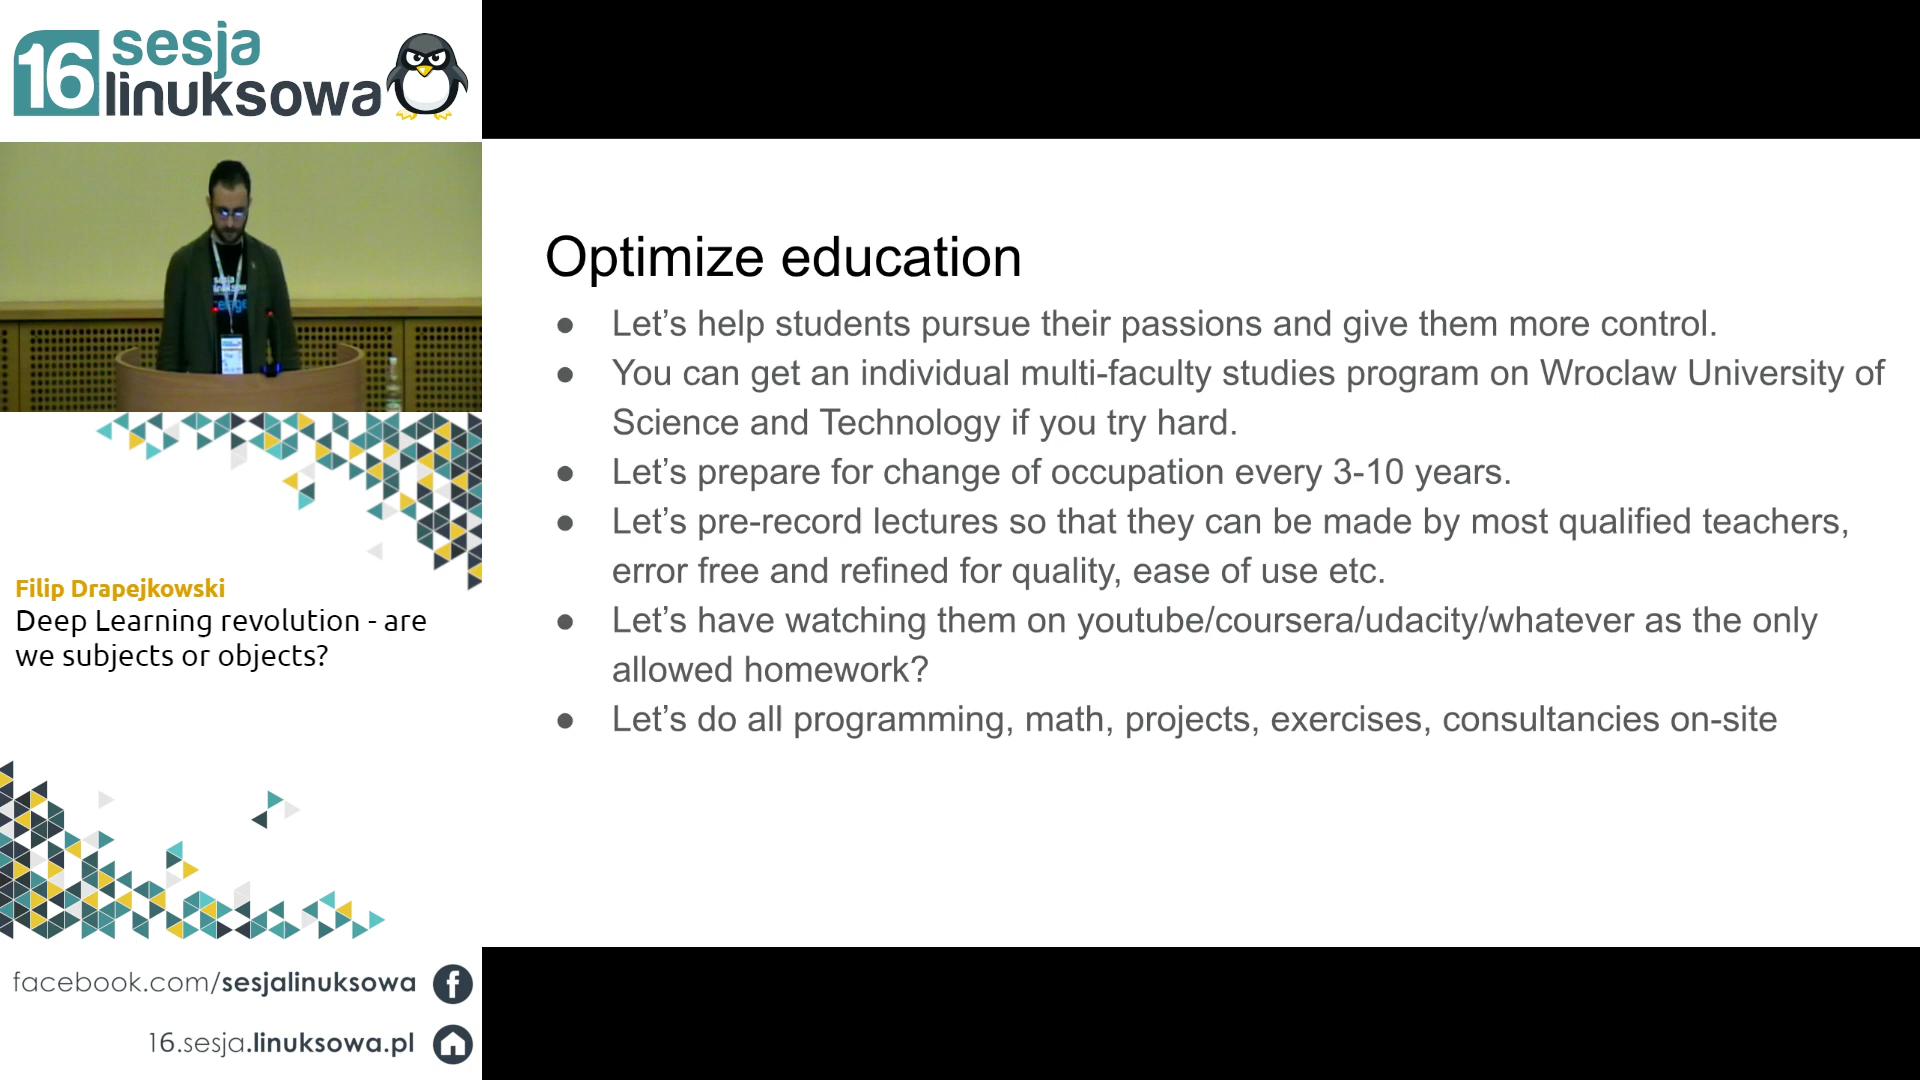 16 sesja
linuksowa
Filip Drapejkowski
Deep Learning revolution - are
we subjects or objects?
facebook.com/sesjalinuksowa
16.sesja.linuksowa.pl
Optimize education
● Let’s help students pursue their passions and give them more control.
● You can get an individual multi-faculty studies program on Wroclaw University of
Science and Technology if you try hard.
● Let’s prepare for change of occupation every 3-10 years.
● Let’s pre-record lectures so that they can be made by most qualified teachers,
error free and refined for quality, ease of use etc.
● Let’s have watching them on youtube/coursera/udacity/whatever as the only
allowed homework?
● Let’s do all programming, math, projects, exercises, consultancies on-site